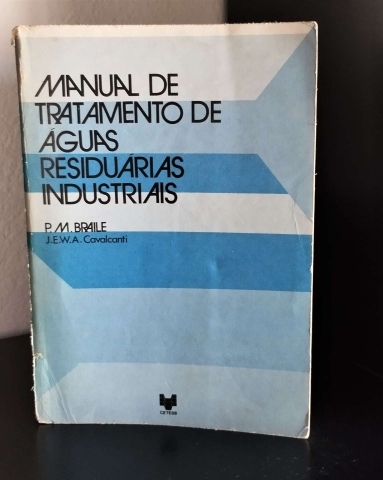 MANUAL DE
TRATAMENTO DE
ÁGUAS
RESIDUÁRIAS
INDUSTRIAIS
P. M. BRAILE
J.E.W.A. Cavalcanti
CETESB